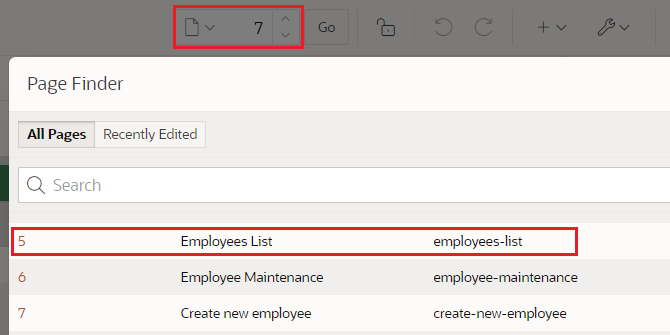 7 Go
Page Finder
All Pages Recently Edited
Search
5 Employees List employees-list
6 Employee Maintenance employee-maintenance
7 Create new employee create-new-employee